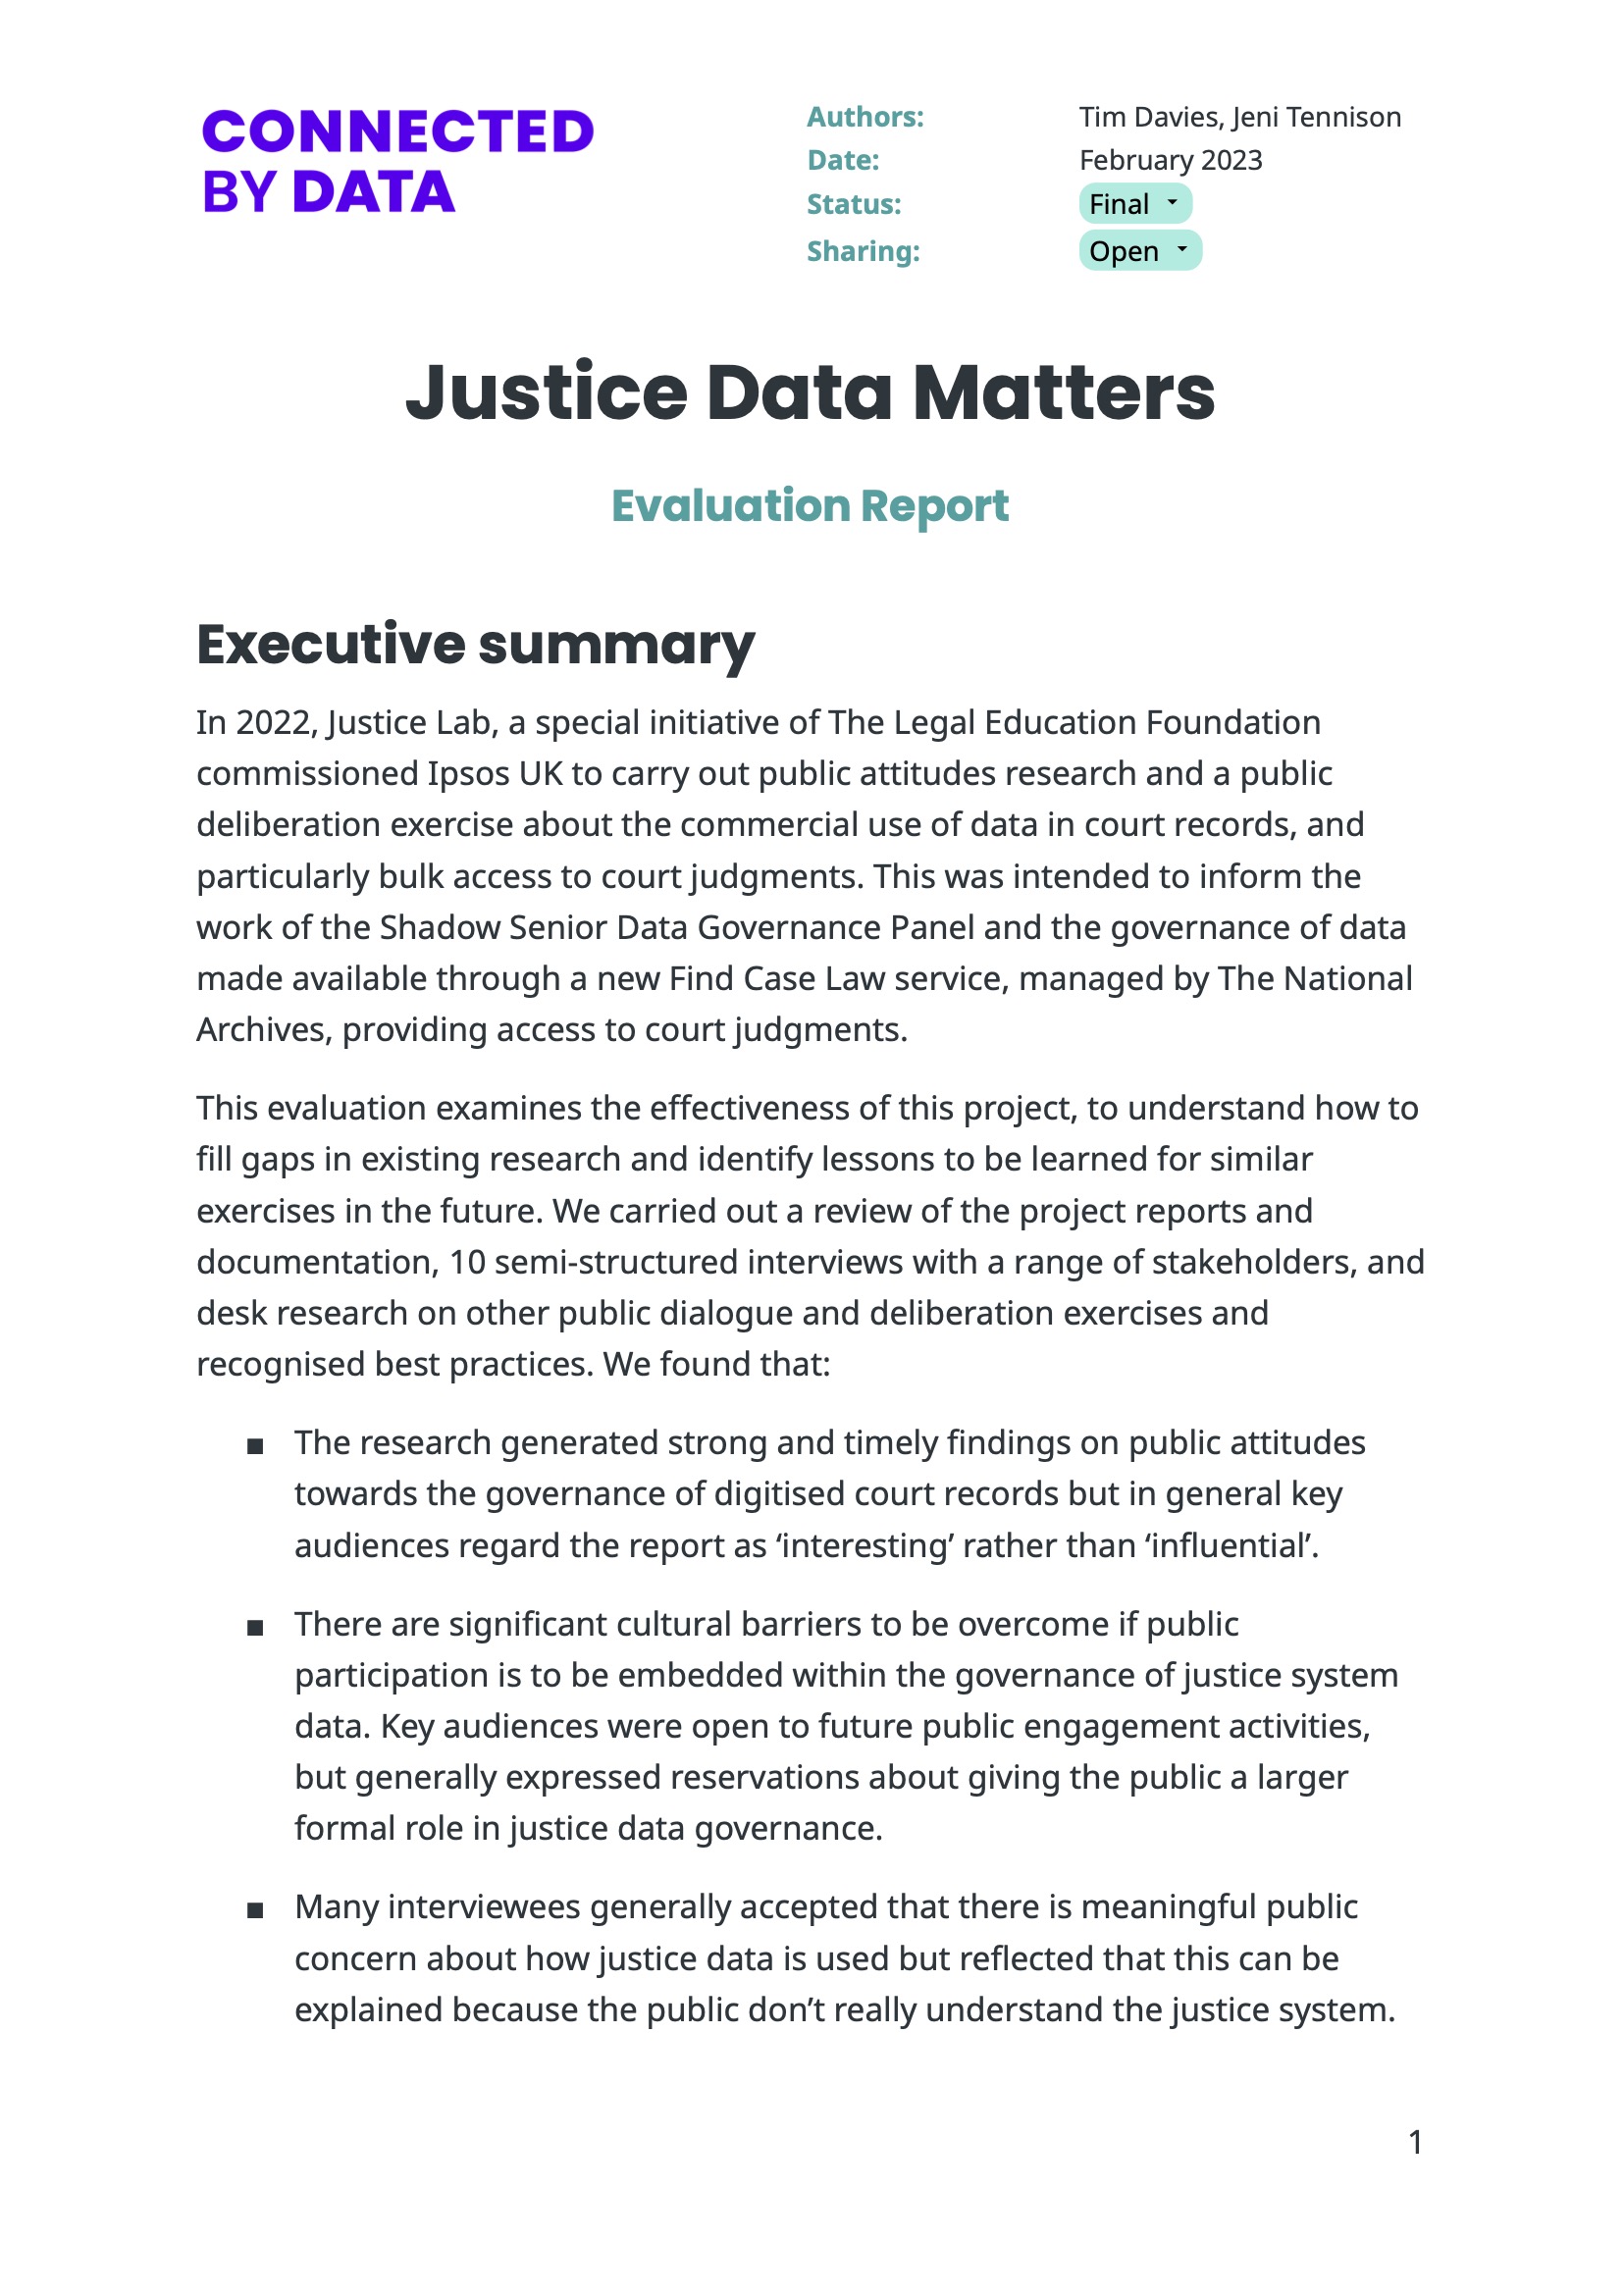 CONNECTED
BY DATA
Authors: Tim Davies, Jeni Tennison
Date: February 2023
Status: Final
Sharing: Open
Justice Data Matters
Evaluation Report
Executive summary
In 2022, Justice Lab, a special initiative of The Legal Education Foundation
commissioned Ipsos UK to carry out public attitudes research and a public
deliberation exercise about the commercial use of data in court records, and
particularly bulk access to court judgments. This was intended to inform the
work of the Shadow Senior Data Governance Panel and the governance of data
made available through a new Find Case Law service, managed by The National
Archives, providing access to court judgments.
This evaluation examines the effectiveness of this project, to understand how to
fill gaps in existing research and identify lessons to be learned for similar
exercises in the future. We carried out a review of the project reports and
documentation, 10 semi-structured interviews with a range of stakeholders, and
desk research on other public dialogue and deliberation exercises and
recognised best practices. We found that:
■ The research generated strong and timely findings on public attitudes
towards the governance of digitised court records but in general key
audiences regard the report as ‘interesting’ rather than ‘influential’.
■ There are significant cultural barriers to be overcome if public
participation is to be embedded within the governance of justice system
data. Key audiences were open to future public engagement activities,
but generally expressed reservations about giving the public a larger
formal role in justice data governance.
■ Many interviewees generally accepted that there is meaningful public
concern about how justice data is used but reflected that this can be
explained because the public don’t really understand the justice system.
1